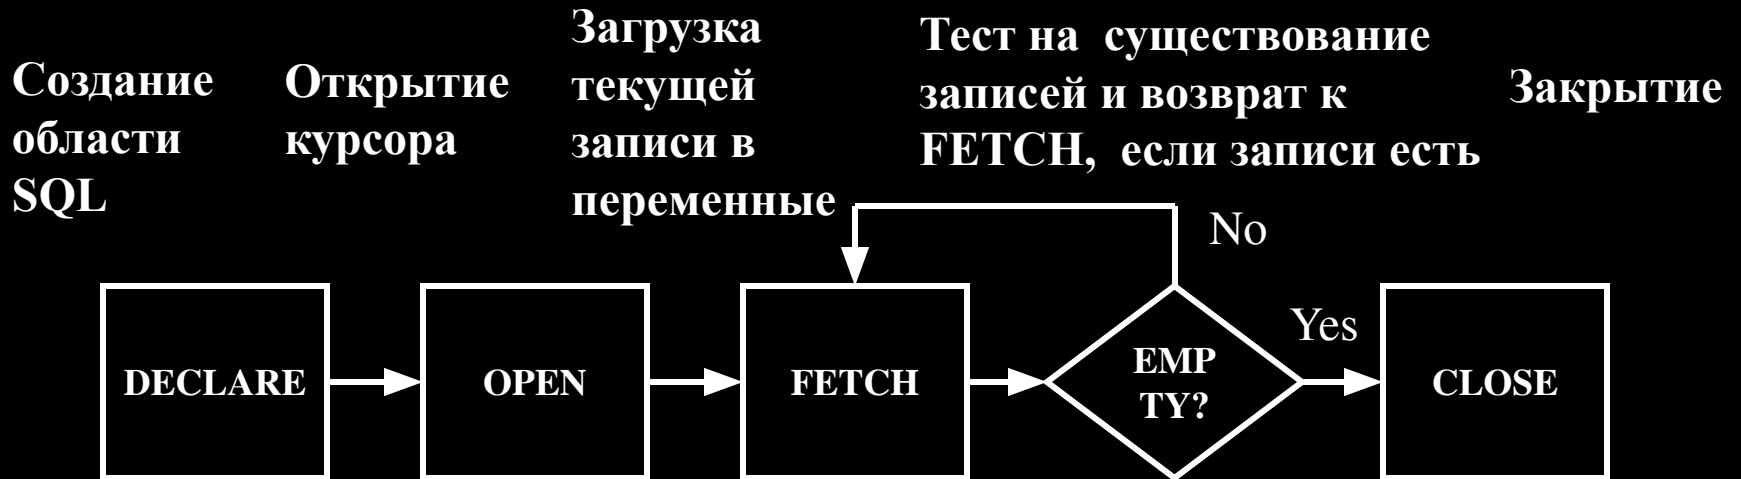 Создание
области
SQL
Открытие
курсора
Загрузка
текущей
записи в
переменные
Тест на существование
записей и возврат к
FETCH, если записи есть
Закрытие
No
Yes
DECLARE
OPEN
FETCH
EMP
TY?
CLOSE